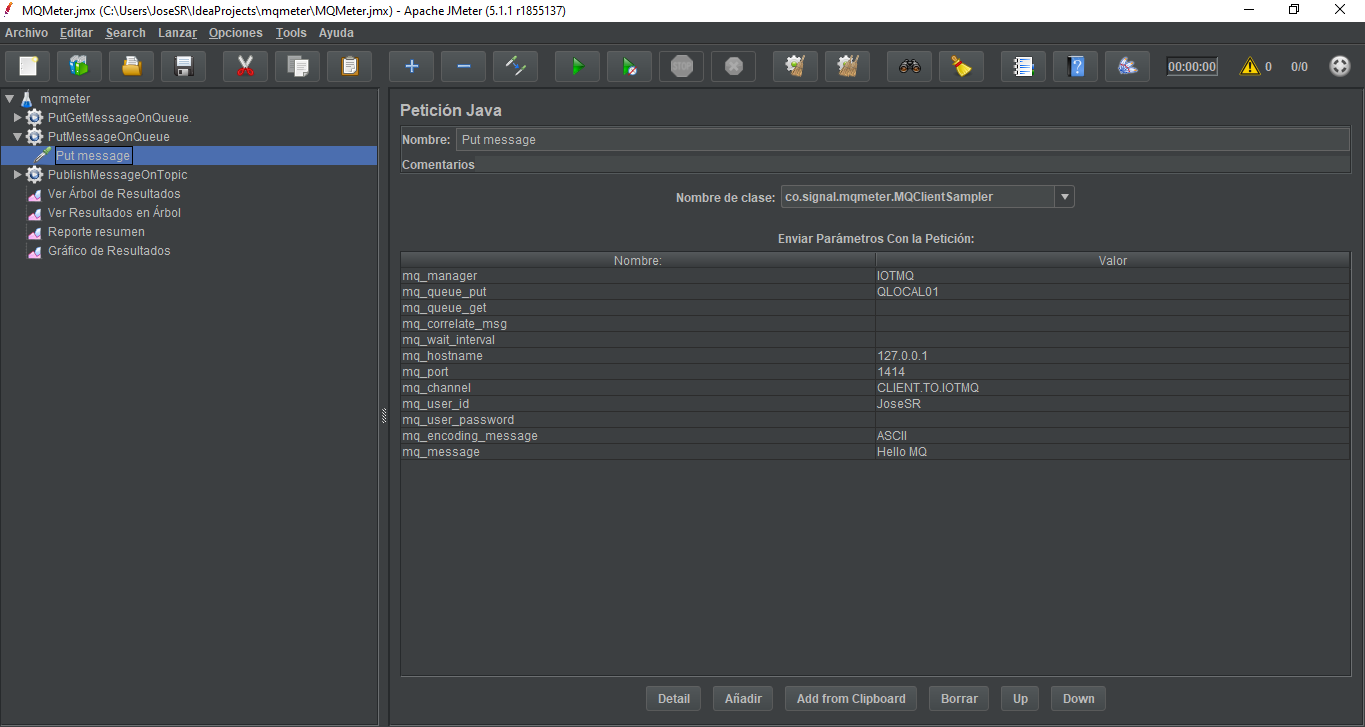 MQMeter.jmx (C:\Users\JoseSR\IdeaProjects\mqmeter\MQMeter.jmx) - Apache JMeter (5.1.1 r1855137)
Archivo Editar Search Lanzar Opciones Tools Ayuda
STOP 00:00:00 0 0/0
mqmeter
PutGetMessageOnQueue.
PutMessageOnQueue
Put message
PublishMessageOnTopic
Ver Árbol de Resultados
Ver Resultados en Árbol
Reporte resumen
Gráfico de Resultados
Petición Java
Nombre: Put message
Comentarios
Nombre de clase: co.signal.mqmeter.MQClientSampler
Enviar Parámetros Con la Petición:
Nombre: Valor
mq_manager IOTMQ
mq_queue_put QLOCAL01
mq_queue_get
mq_correlate_msg
mq_wait_interval
mq_hostname 127.0.0.1
mq_port 1414
mq_channel CLIENT.TO.IOTMQ
mq_user_id JoseSR
mq_user_password
mq_encoding_message ASCII
mq_message Hello MQ
Detail Añadir Add from Clipboard Borrar Up Down